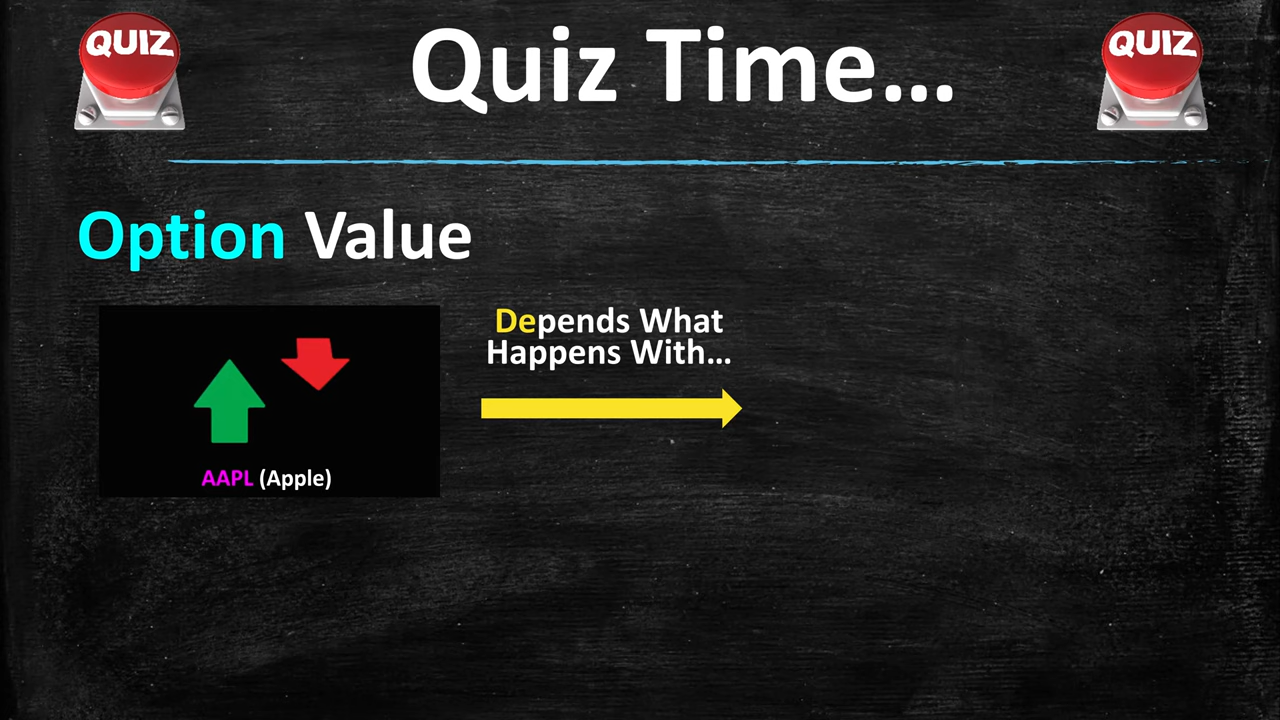 QUIZ
Quiz Time...
QUIZ
Option Value
Depends What
Happens With...
AAPL (Apple)